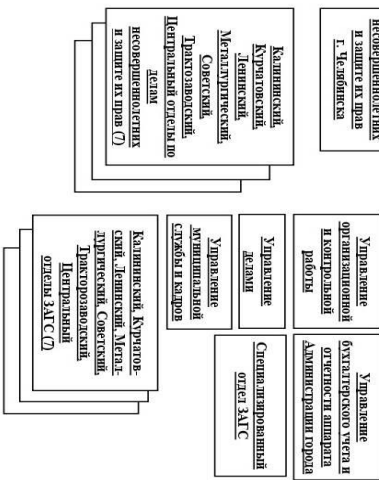 несовершеннолетних
и защите их прав
г. Челябинска
Управление
организационной
и контрольной
работы
Управление
бухгалтерского учета и
отчетности аппарата
Администрации города
Калининский,
Курчатовский,
Ленинский,
Металлургический,
Советский,
Трактозаводский,
Центральный отделы по
делам
несовершеннолетних
и защите их прав (7)
Управление
делами
Специализированный
отдел ЗАГС
Управление
муниципальной
службы и кадров
Калининский, Курчатов-
ский, Ленинский, Метал-
лургический, Советский,
Тракторозаводский,
Центральный
отделы ЗАГС (7)